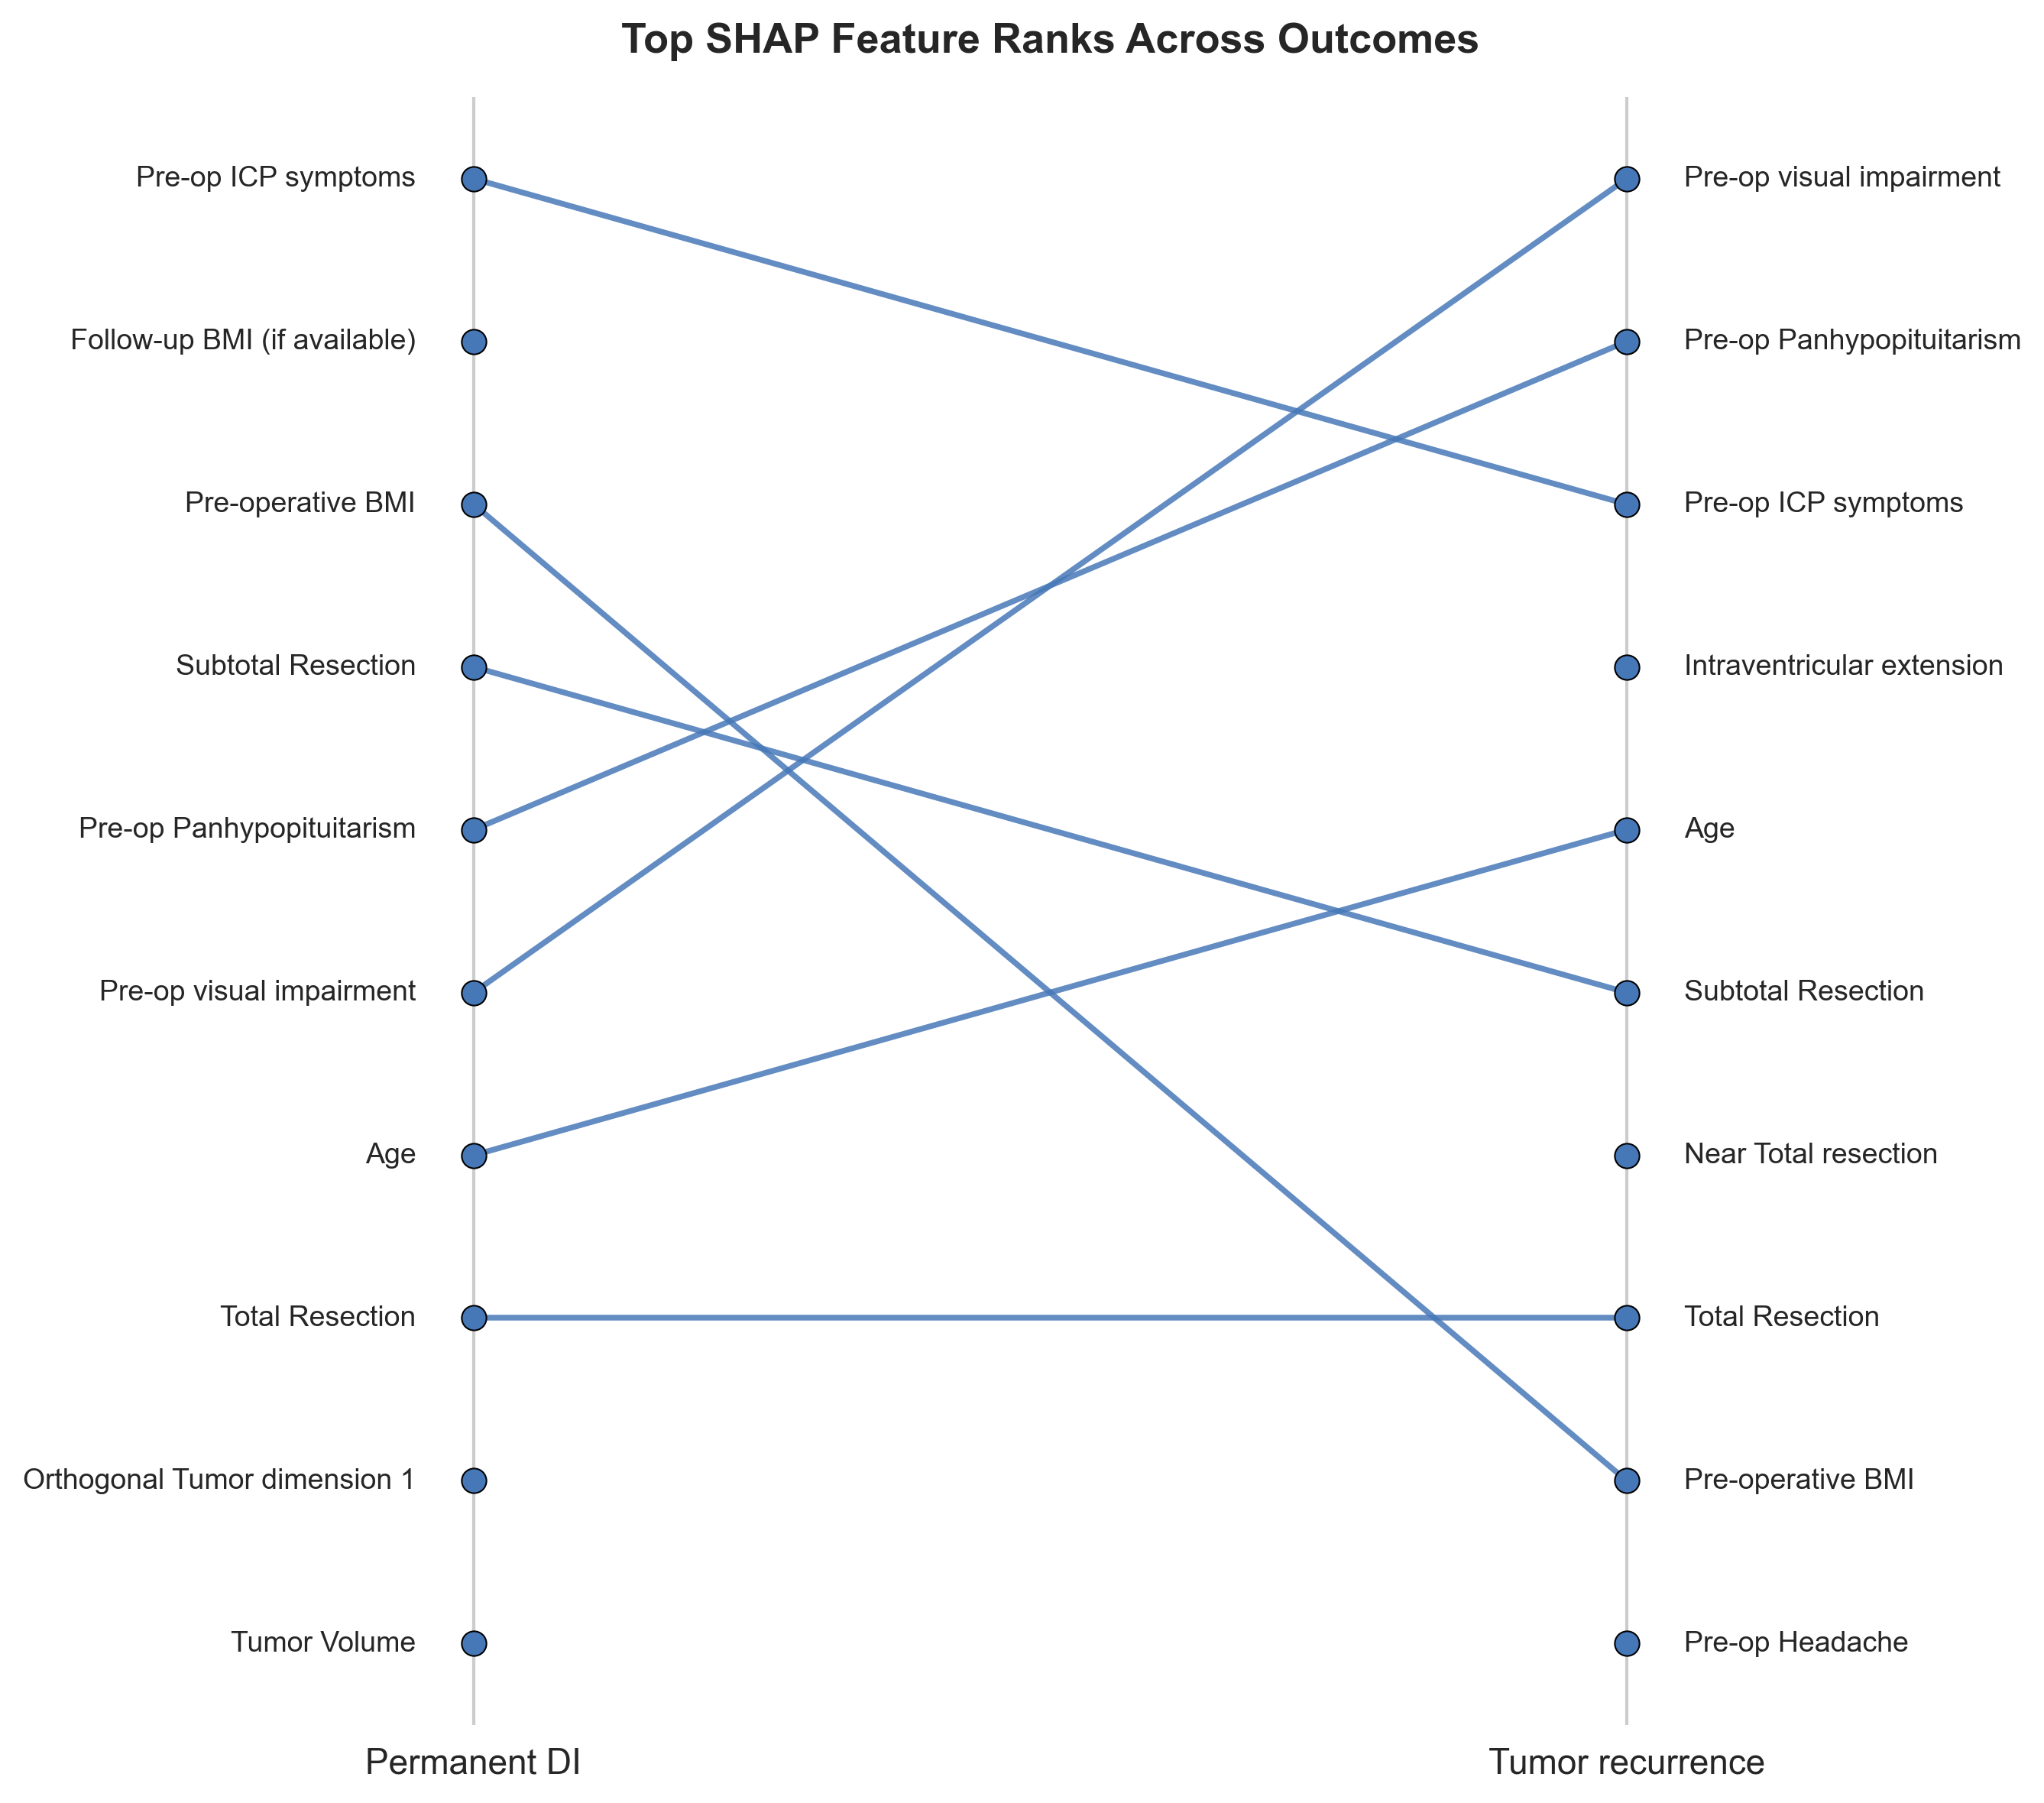 Top SHAP Feature Ranks Across Outcomes
Pre-op ICP symptoms
Follow-up BMI (if available)
Pre-operative BMI
Subtotal Resection
Pre-op Panhypopituitarism
Pre-op visual impairment
Age
Total Resection
Orthogonal Tumor dimension 1
Tumor Volume
Permanent DI
Pre-op visual impairment
Pre-op Panhypopituitarism
Pre-op ICP symptoms
Intraventricular extension
Age
Subtotal Resection
Near Total resection
Total Resection
Pre-operative BMI
Pre-op Headache
Tumor recurrence